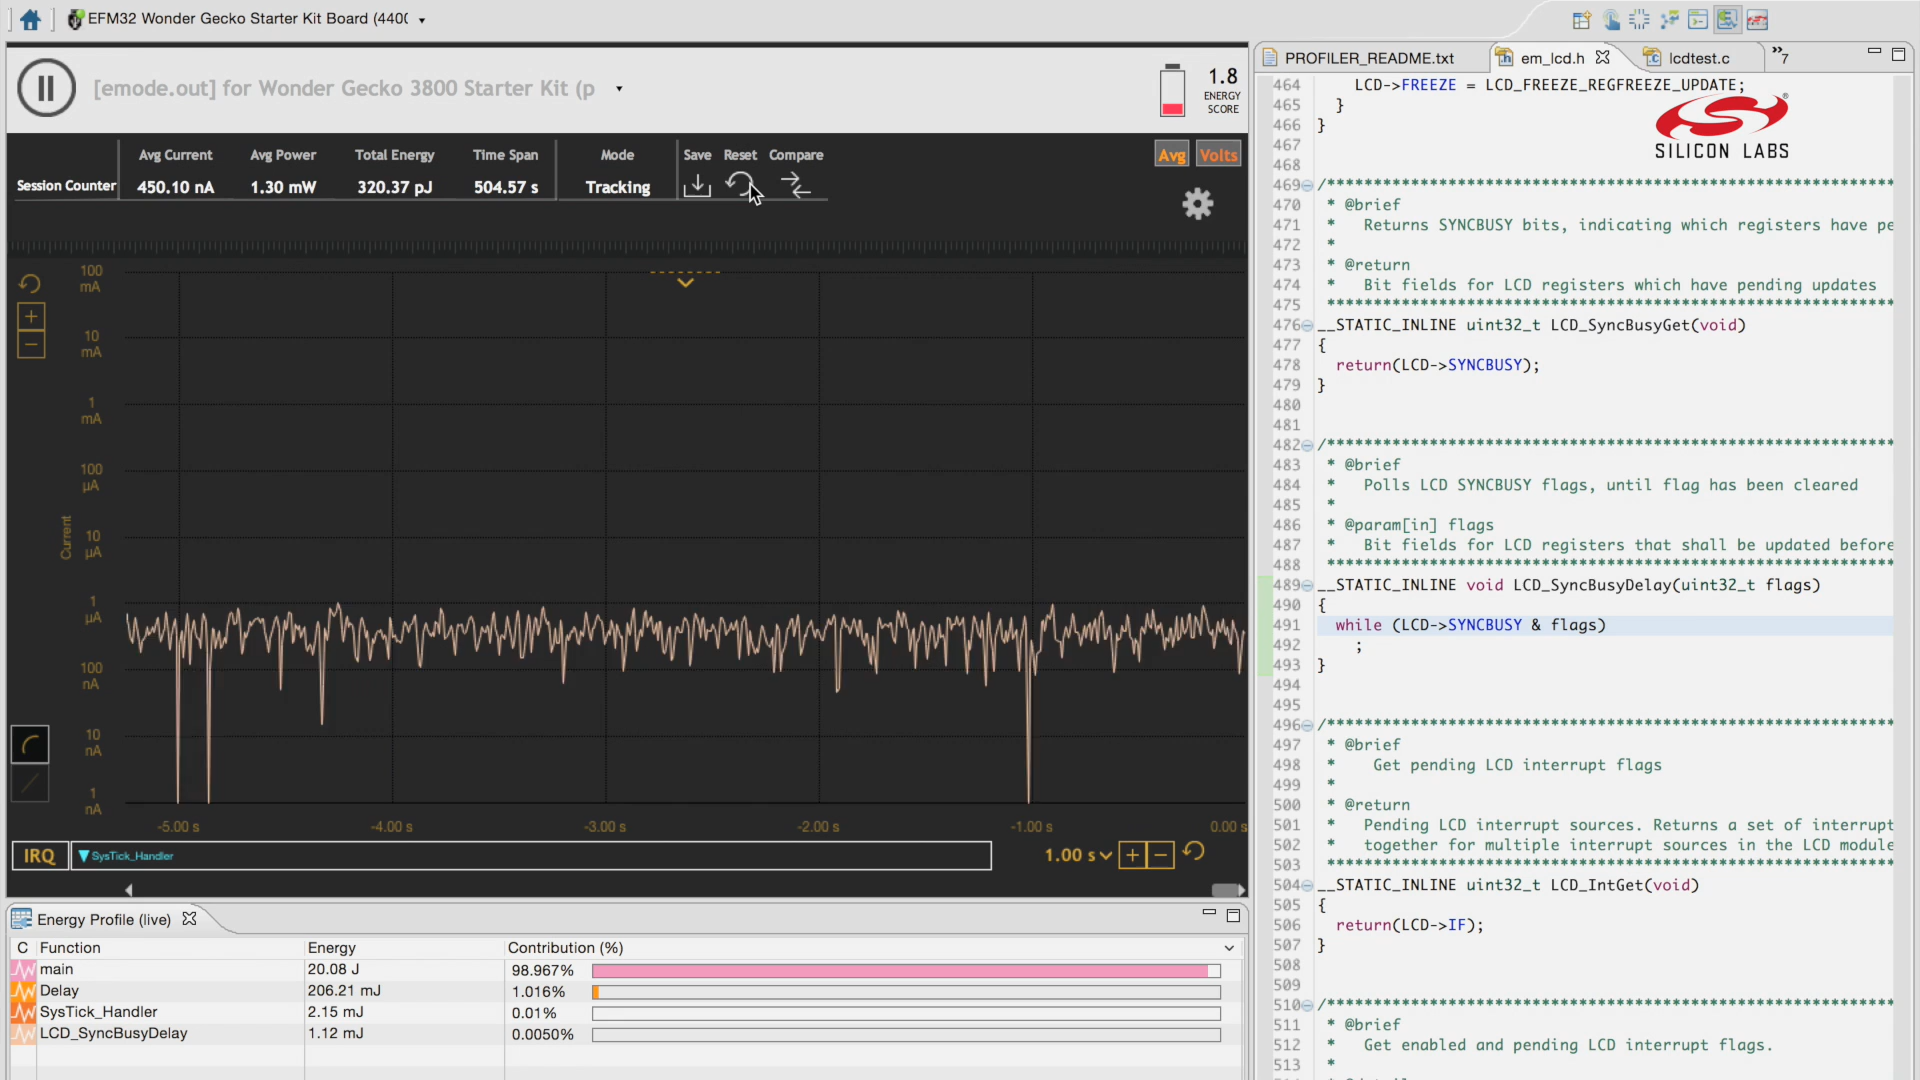 EFM32 Wonder Gecko Starter Kit Board (440
[emode.out] for Wonder Gecko 3800 Starter Kit (p
1.8
ENERGY
SCORE
Avg Current Avg Power Total Energy Time Span Mode Save Reset Compare
Session Counter 450.10 nA 1.30 mW 320.37 pJ 504.57 s Tracking
Avg Volts
100
mA
10
mA
1
mA
100
µA
10
µA
1
µA
100
nA
10
nA
1
nA
Current
-5.00 s -4.00 s -3.00 s -2.00 s -1.00 s 0.00 s
IRQ SysTick_Handler 1.00 s
Energy Profile (live)
C Function Energy Contribution (%)
main 20.08 J 98.967%
Delay 206.21 mJ 1.016%
SysTick_Handler 2.15 mJ 0.01%
LCD_SyncBusyDelay 1.12 mJ 0.0050%
PROFILER_README.txt em_lcd.h lcdtest.c »7
SILICON LABS
464 LCD->FREEZE = LCD_FREEZE_REGFREEZE_UPDATE;
465 }
466 }
467
468
469 /*************************************************************
470 * @brief
471 * Returns SYNCBUSY bits, indicating which registers have pe
472 *
473 * @return
474 * Bit fields for LCD registers which have pending updates
475 *************************************************************
476 __STATIC_INLINE uint32_t LCD_SyncBusyGet(void)
477 {
478 return(LCD->SYNCBUSY);
479 }
480
481
482 /*************************************************************
483 * @brief
484 * Polls LCD SYNCBUSY flags, until flag has been cleared
485 *
486 * @param[in] flags
487 * Bit fields for LCD registers that shall be updated before
488 *************************************************************
489 __STATIC_INLINE void LCD_SyncBusyDelay(uint32_t flags)
490 {
491 while (LCD->SYNCBUSY & flags)
492 ;
493 }
494
495
496 /*************************************************************
497 * @brief
498 * Get pending LCD interrupt flags
499 *
500 * @return
501 * Pending LCD interrupt sources. Returns a set of interrupt
502 * together for multiple interrupt sources in the LCD module
503 *************************************************************
504 __STATIC_INLINE uint32_t LCD_IntGet(void)
505 {
506 return(LCD->IF);
507 }
508
509
510 /*************************************************************
511 * @brief
512 * Get enabled and pending LCD interrupt flags.
513 *